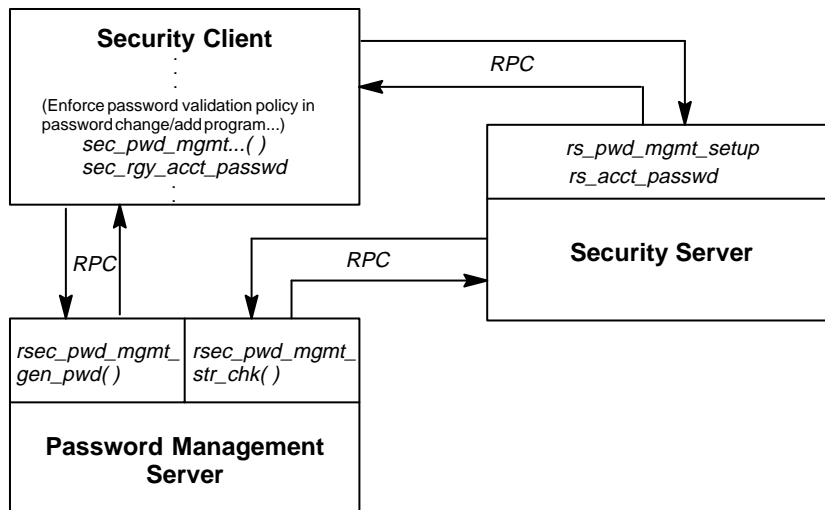 Security Client
.
.
.
(Enforce password validation policy in
password change/add program...)
sec_pwd_mgmt...( )
sec_rgy_acct_passwd
.
.
RPC
rs_pwd_mgmt_setup
rs_acct_passwd
Security Server
RPC
RPC
rsec_pwd_mgmt_
gen_pwd( )
rsec_pwd_mgmt_
str_chk( )
Password Management
Server